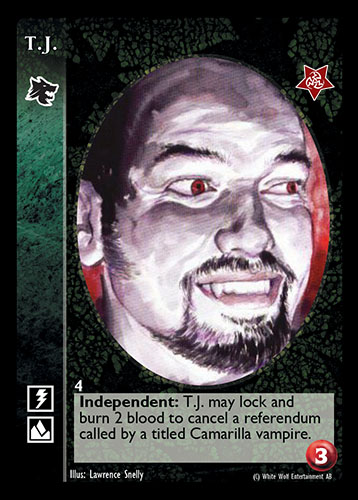 T.J.
4
Independent: T.J. may lock and
burn 2 blood to cancel a referendum
called by a titled Camarilla vampire.
3
Illus: Lawrence Snelly
(C) White Wolf Entertainment AB